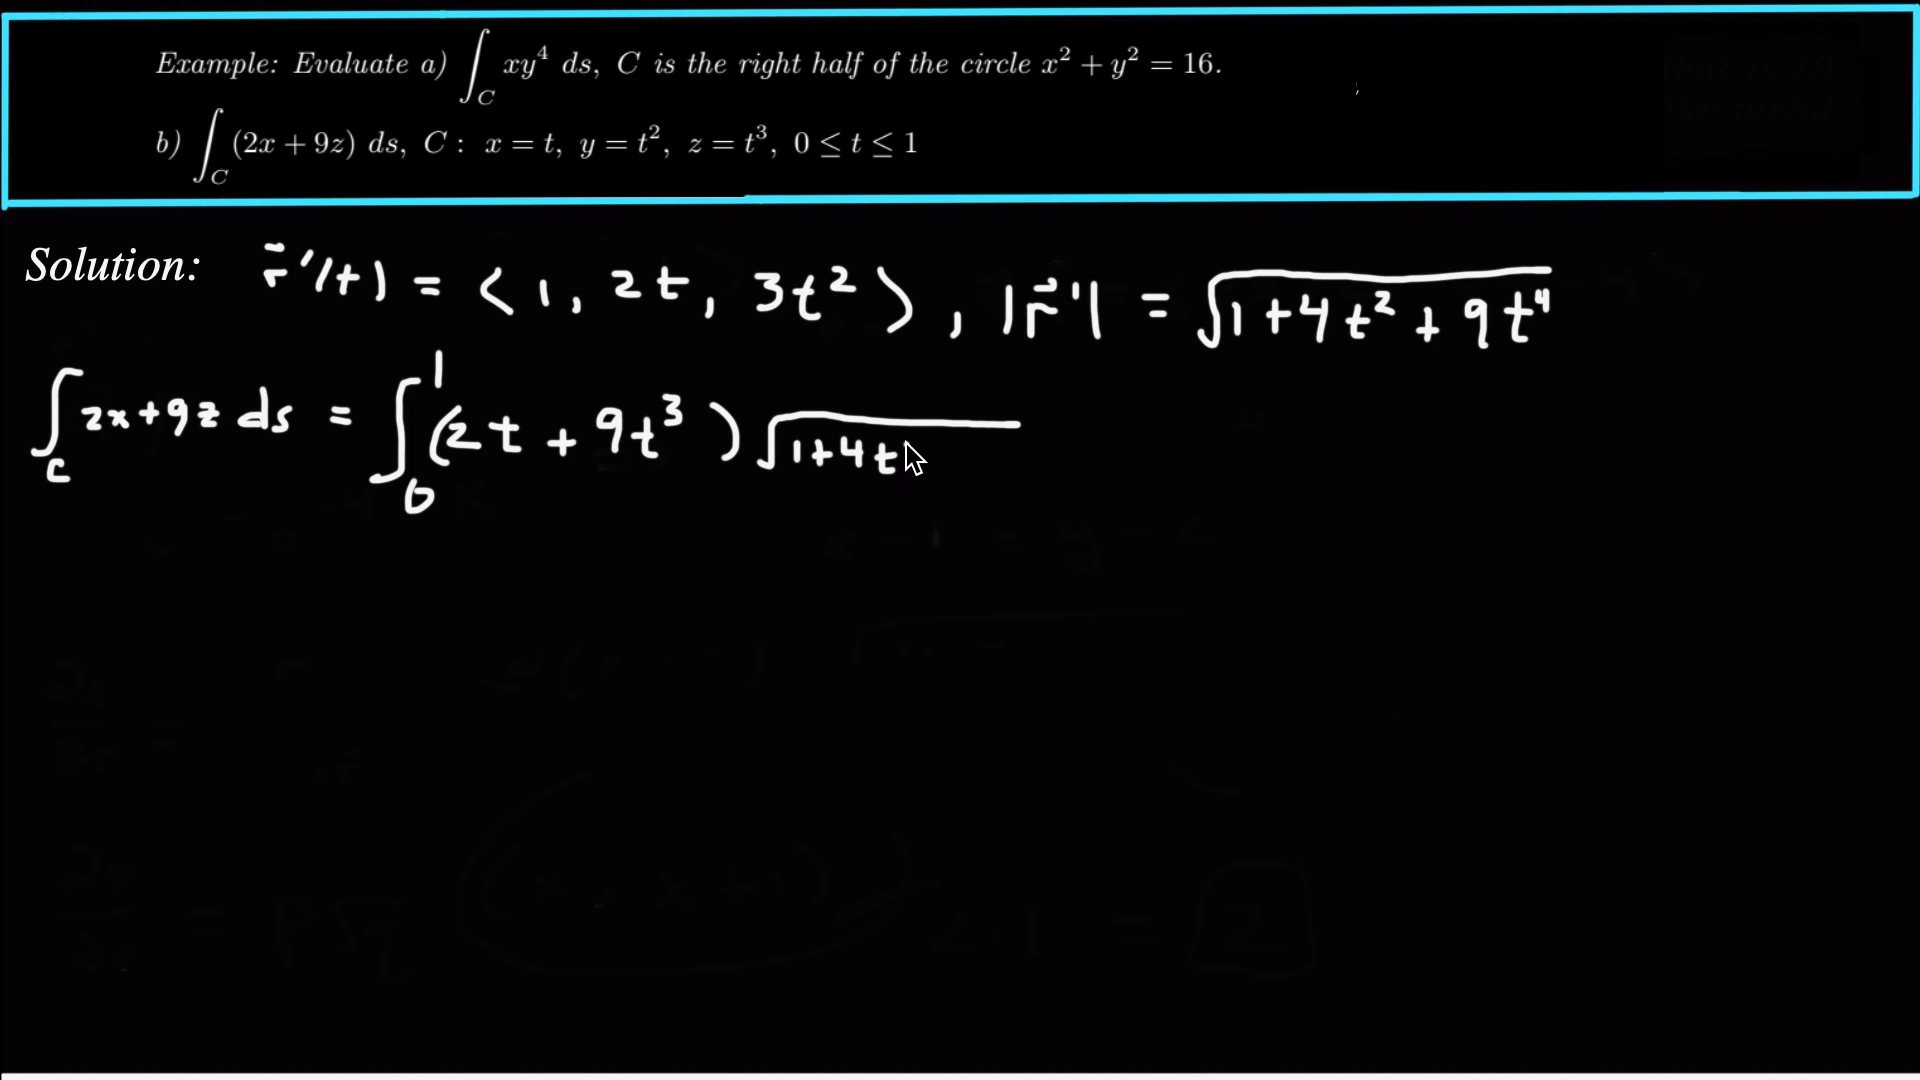 Example: Evaluate a) ∫_C xy⁴ ds, C is the right half of the circle x² + y² = 16.
b) ∫_C (2x + 9z) ds, C : x = t, y = t², z = t³, 0 ≤ t ≤ 1
Solution: r⃗'(t) = ⟨1, 2t, 3t²⟩, |r⃗'| = √(1+4t²+9t⁴)
∫_C 2x+9z ds = ∫₀¹ (2t + 9t³) √(1+4t